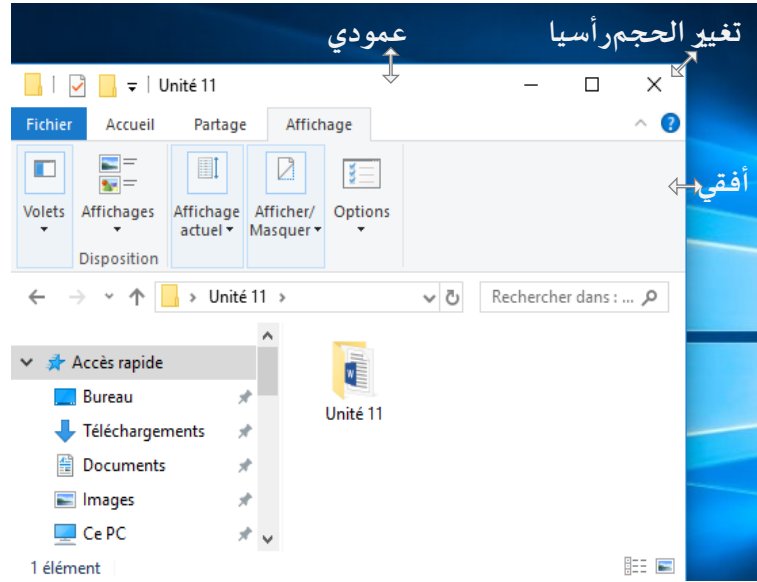 عمودي
تغيير الحجم رأسيا
Unité 11
Fichier Accueil Partage Affichage
أفقي
Volets Affichages Affichage actuel Afficher/ Masquer Options
Disposition
Unité 11
Rechercher dans : ...
Accès rapide
Bureau
Téléchargements
Documents
Images
Ce PC
Unité 11
1 élément